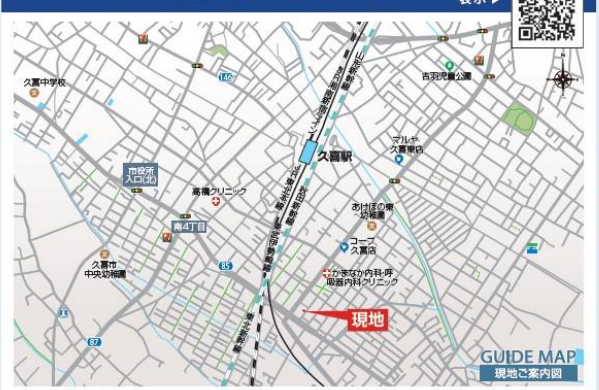 表示▶
山形新幹線
146
久喜中学校
吉羽児童公園
久喜駅
マルヤ
久喜東店
市役所
入口(北)
高橋クリニック
秋田新幹線
あけぼの東
幼稚園
南4丁目
コープ
久喜店
久喜市
中央幼稚園
85
かまなか内科・呼
吸器内科クリニック
東北新幹線
現地
87
GUIDE MAP
現地ご案内図